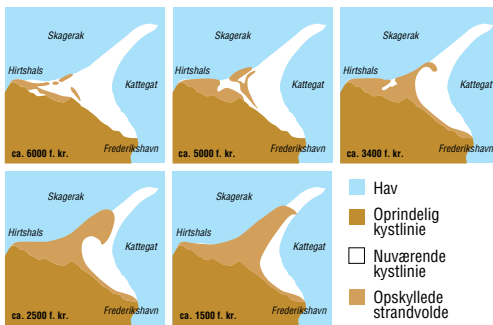 Skagerak
Hirtshals
Kattegat
Frederikshavn
ca. 6000 f. kr.
Skagerak
Hirtshals
Kattegat
Frederikshavn
ca. 5000 f. kr.
Skagerak
Hirtshals
Kattegat
Frederikshavn
ca. 3400 f. kr.
Skagerak
Hirtshals
Kattegat
Frederikshavn
ca. 2500 f. kr.
Skagerak
Hirtshals
Kattegat
Frederikshavn
ca. 1500 f. kr.
Hav
Oprindelig
kystlinie
Nuværende
kystlinie
Opskyllede
strandvolde